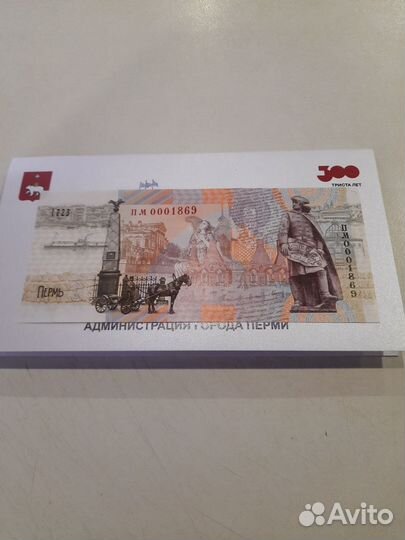 300
ТРИСТА ЛЕТ
1723
ПМ 0001869
ПМ 0001869
Пермь
АДМИНИСТРАЦИЯ ГОРОДА ПЕРМИ
Avito